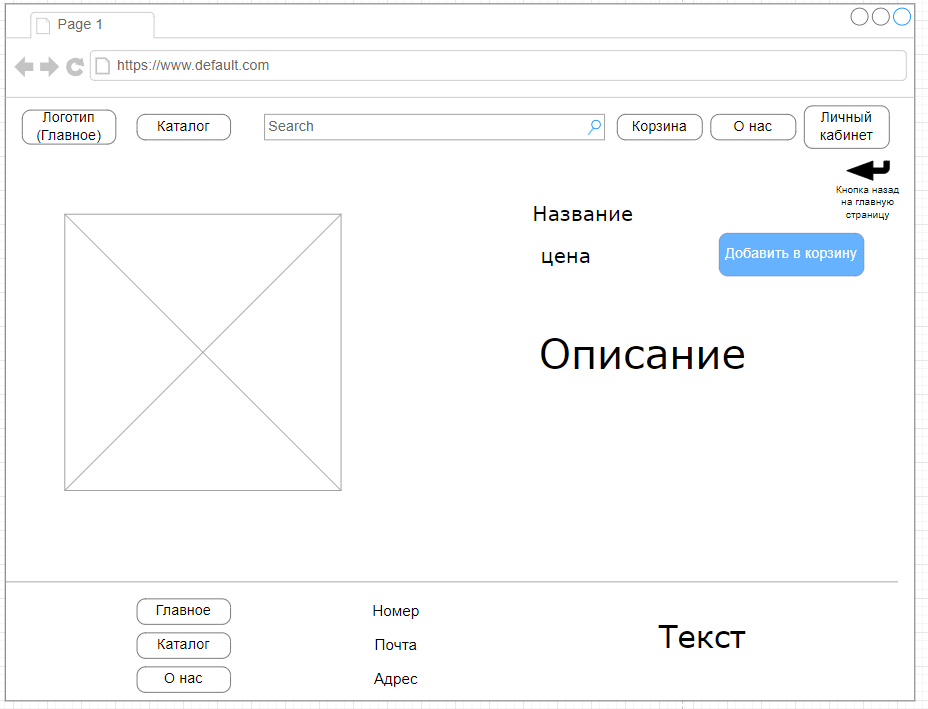 Page 1
https://www.default.com
Логотип
(Главное)
Каталог
Search
Корзина
О нас
Личный
кабинет
Кнопка назад
на главную
страницу
Название
цена
Добавить в корзину
Описание
Главное
Номер
Каталог
Почта
Текст
О нас
Адрес